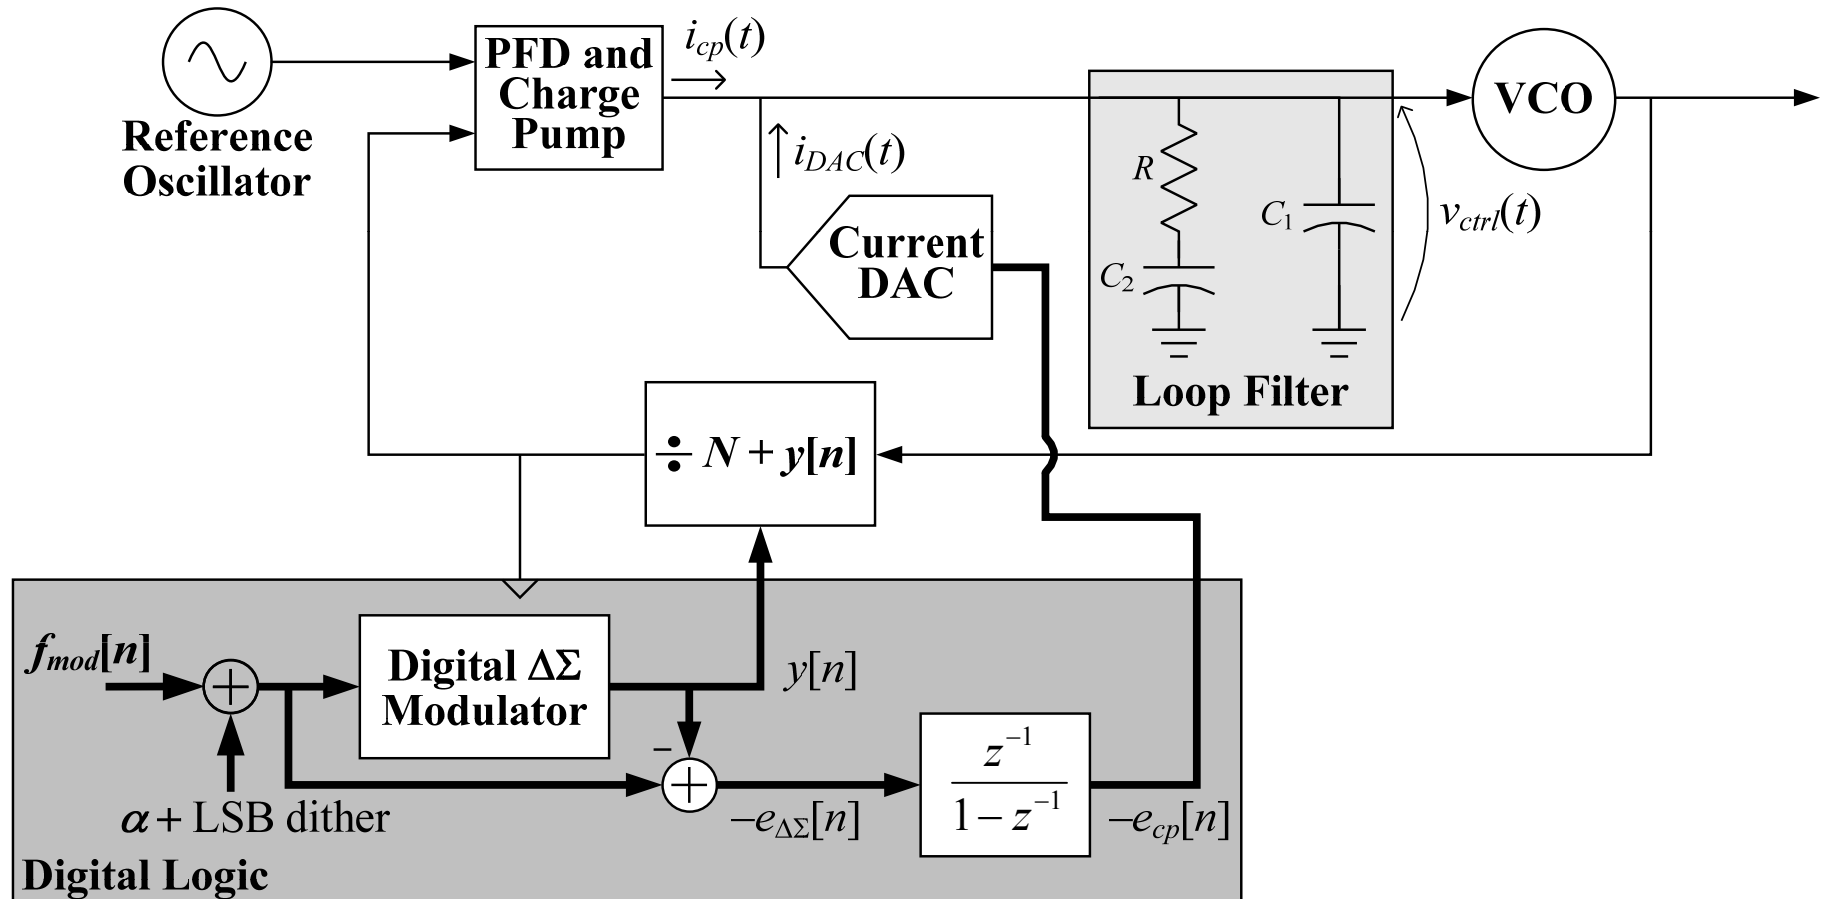 PFD and
Charge
Pump
i_cp(t)
Reference
Oscillator
VCO
i_DAC(t)
R
C_1
v_ctrl(t)
Current
DAC
C_2
Loop Filter
÷ N + y[n]
f_mod[n]
Digital ΔΣ
Modulator
y[n]
−
z^−1
1 − z^−1
α + LSB dither
−e_ΔΣ[n]
−e_cp[n]
Digital Logic